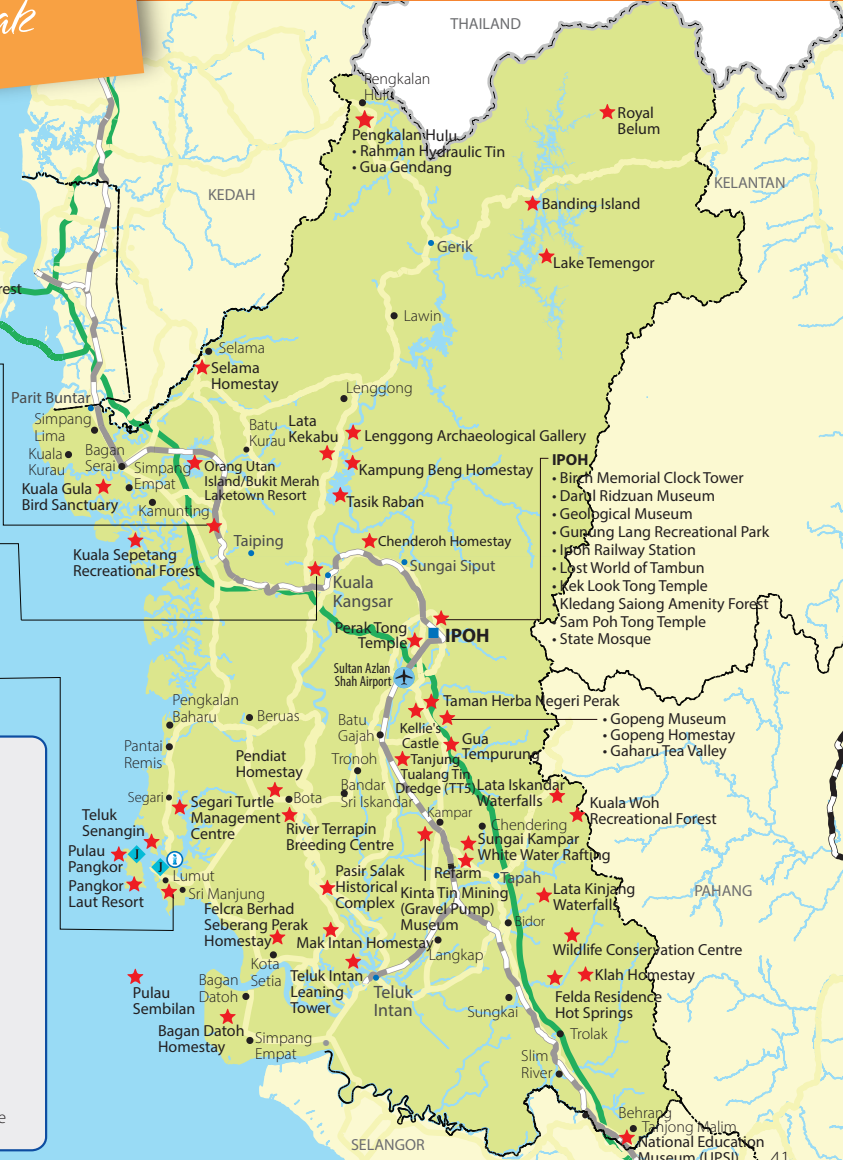 ak
THAILAND
Pengkalan
Hulu
Pengkalan Hulu
• Rahman Hydraulic Tin
• Gua Gendang
Royal
Belum
KEDAH
KELANTAN
Banding Island
Gerik
Lake Temengor
rest
Lawin
Selama
Selama
Homestay
Lenggong
Parit Buntar
Simpang
Lima
Kuala
Kurau
Bagan
Serai
Batu
Kurau
Lata
Kekabu
Lenggong Archaeological Gallery
Simpang
Empat
Orang Utan
Island/Bukit Merah
Laketown Resort
Kampung Beng Homestay
Kuala Gula
Bird Sanctuary
Kamunting
Tasik Raban
IPOH:
• Birch Memorial Clock Tower
• Darul Ridzuan Museum
• Geological Museum
• Gunung Lang Recreational Park
• Ipoh Railway Station
• Lost World of Tambun
• Kek Look Tong Temple
Kledang Saiong Amenity Forest
Sam Poh Tong Temple
• State Mosque
Kuala Sepetang
Recreational Forest
Taiping
Chenderoh Homestay
Sungai Siput
Kuala
Kangsar
Perak Tong
Temple
IPOH
Sultan Azlan
Shah Airport
Taman Herba Negeri Perak
• Gopeng Museum
• Gopeng Homestay
• Gaharu Tea Valley
Pengkalan
Baharu
Beruas
Batu
Gajah
Kellie's
Castle
Gua
Tempurung
Pantai
Remis
Tronoh
Tanjung
Tualang Tin
Dredge (TT5)
Pendiat
Homestay
Bandar
Sri Iskandar
Lata Iskandar
Waterfalls
Segari
Segari Turtle
Management
Centre
Bota
River Terrapin
Breeding Centre
Kampar
Kuala Woh
Recreational Forest
Chendering
Teluk
Senangin
Sungai Kampar
White Water Rafting
Pulau
Pangkor
J
J
i
Refarm
Tapah
Lumut
Pangkor
Laut Resort
Sri Manjung
Pasir Salak
Historical
Complex
Kinta Tin Mining
(Gravel Pump)
Museum
Lata Kinjang
Waterfalls
PAHANG
Felcra Berhad
Seberang Perak
Homestay
Bidor
Mak Intan Homestay
Langkap
Wildlife Conservation Centre
Kota
Setia
Teluk Intan
Leaning
Tower
Klah Homestay
Pulau
Sembilan
Bagan
Datoh
Teluk
Intan
Felda Residence
Hot Springs
Sungkai
Bagan Datoh
Homestay
Simpang
Empat
Trolak
Slim
River
e
SELANGOR
Behrang
Tanjong Malim
National Education
Museum (UPSI)
41